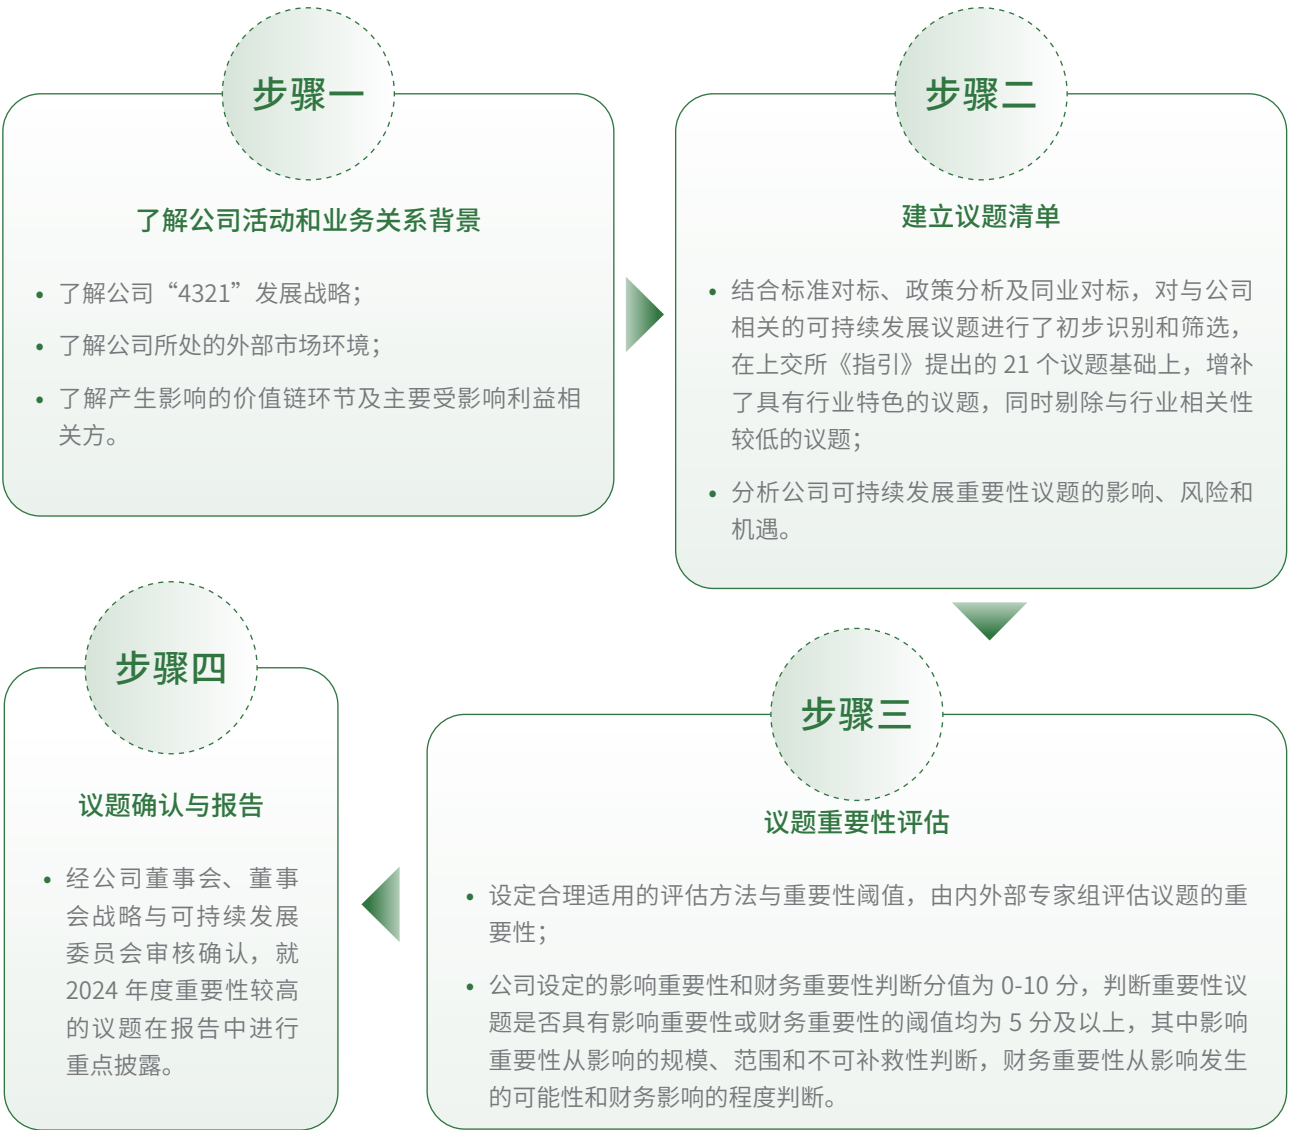 步骤一
了解公司活动和业务关系背景
• 了解公司“4321”发展战略；
• 了解公司所处的外部市场环境；
• 了解产生影响的价值链环节及主要受影响利益相
关方。
步骤二
建立议题清单
• 结合标准对标、政策分析及同业对标，对与公司
相关的可持续发展议题进行了初步识别和筛选，
在上交所《指引》提出的 21 个议题基础上，增补
了具有行业特色的议题，同时剔除与行业相关性
较低的议题；
• 分析公司可持续发展重要性议题的影响、风险和
机遇。
步骤三
议题重要性评估
• 设定合理适用的评估方法与重要性阈值，由内外部专家组评估议题的重
要性；
• 公司设定的影响重要性和财务重要性判断分值为 0-10 分，判断重要性议
题是否具有影响重要性或财务重要性的阈值均为 5 分及以上，其中影响
重要性从影响的规模、范围和不可补救性判断，财务重要性从影响发生
的可能性和财务影响的程度判断。
步骤四
议题确认与报告
• 经公司董事会、董事
会战略与可持续发展
委员会审核确认，就
2024 年度重要性较高
的议题在报告中进行
重点披露。